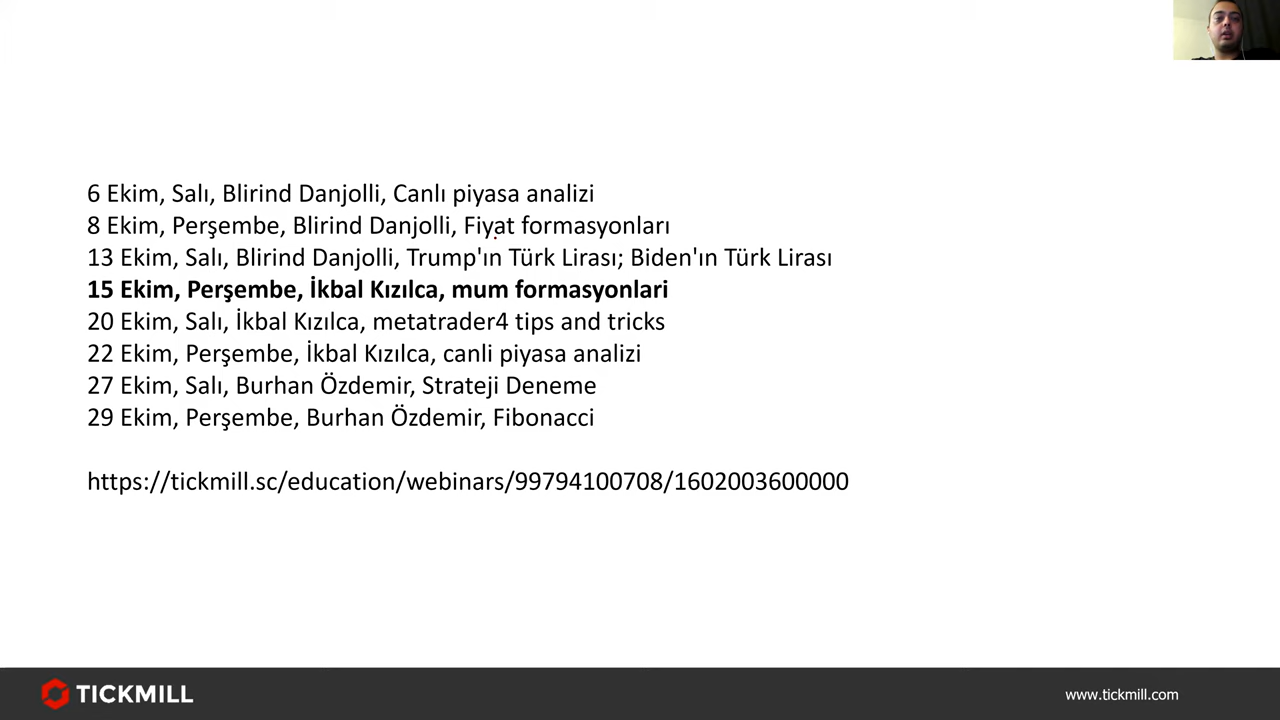 6 Ekim, Salı, Blirind Danjolli, Canlı piyasa analizi
8 Ekim, Perşembe, Blirind Danjolli, Fiyat formasyonları
13 Ekim, Salı, Blirind Danjolli, Trump'ın Türk Lirası; Biden'ın Türk Lirası
15 Ekim, Perşembe, İkbal Kızılca, mum formasyonlari
20 Ekim, Salı, İkbal Kızılca, metatrader4 tips and tricks
22 Ekim, Perşembe, İkbal Kızılca, canli piyasa analizi
27 Ekim, Salı, Burhan Özdemir, Strateji Deneme
29 Ekim, Perşembe, Burhan Özdemir, Fibonacci
https://tickmill.sc/education/webinars/99794100708/1602003600000
TICKMILL
www.tickmill.com